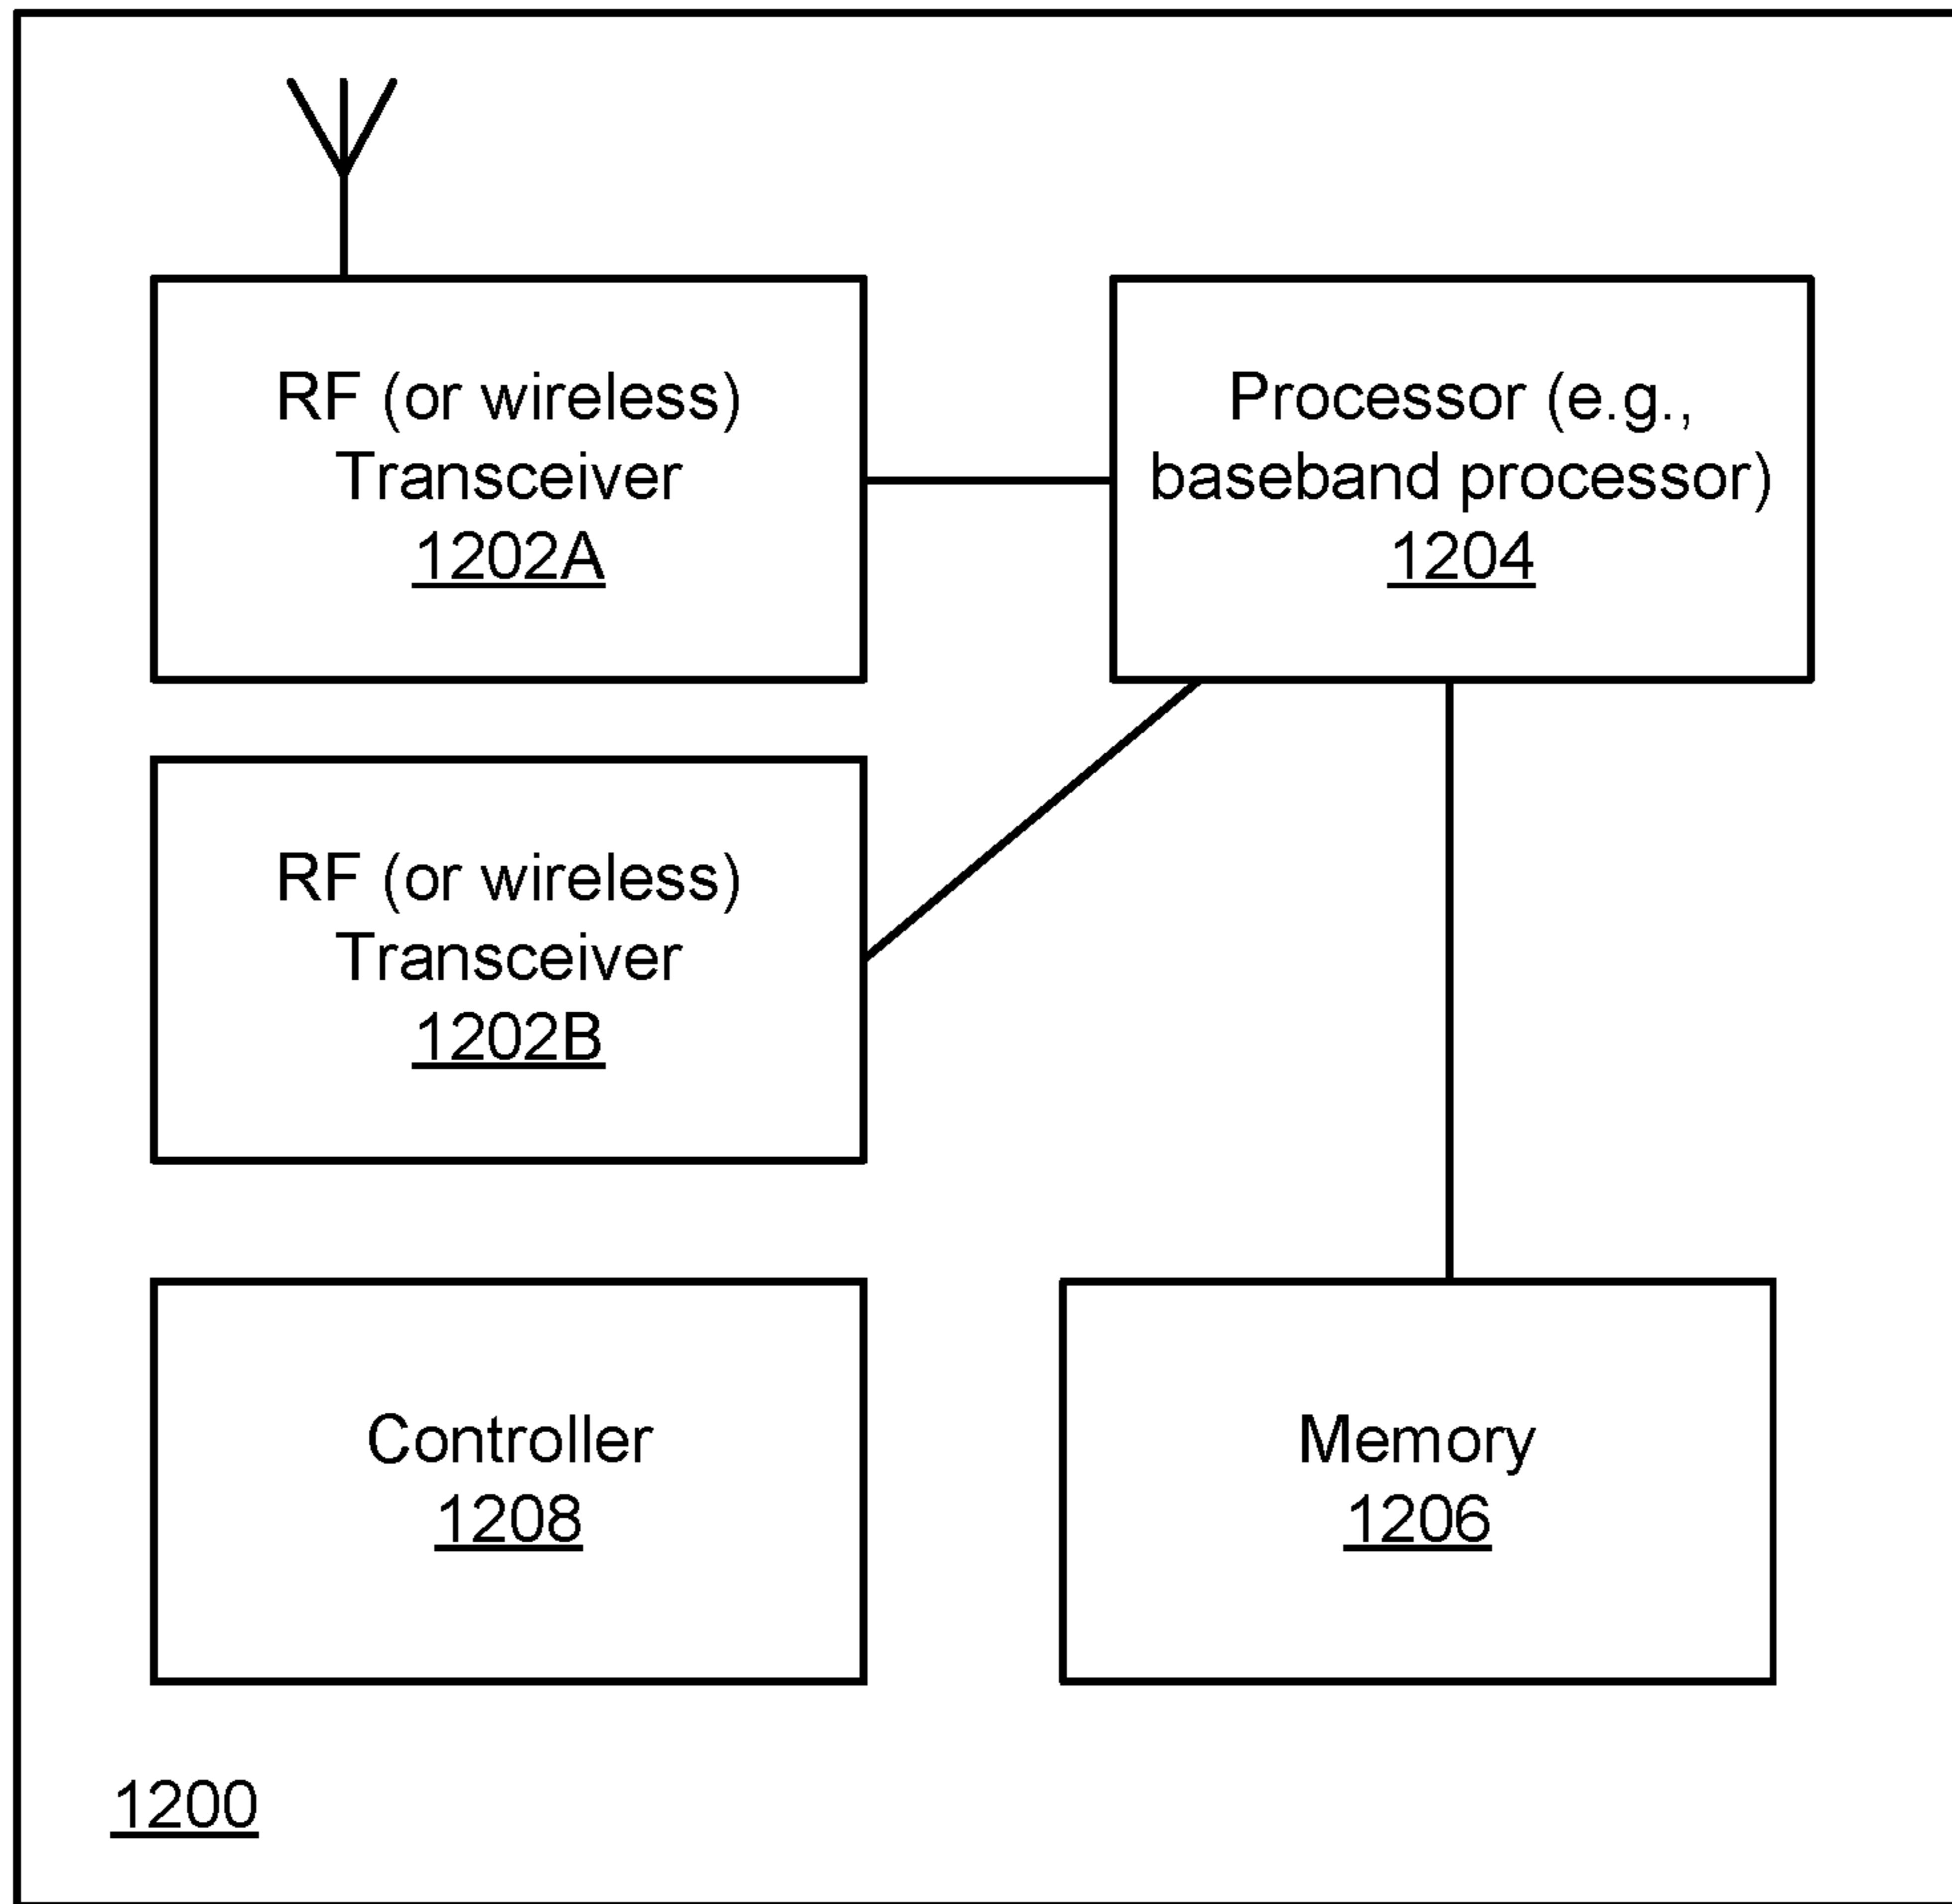 RF (or wireless)
Transceiver
1202A
Processor (e.g.,
baseband processor)
1204
RF (or wireless)
Transceiver
1202B
Controller
1208
Memory
1206
1200